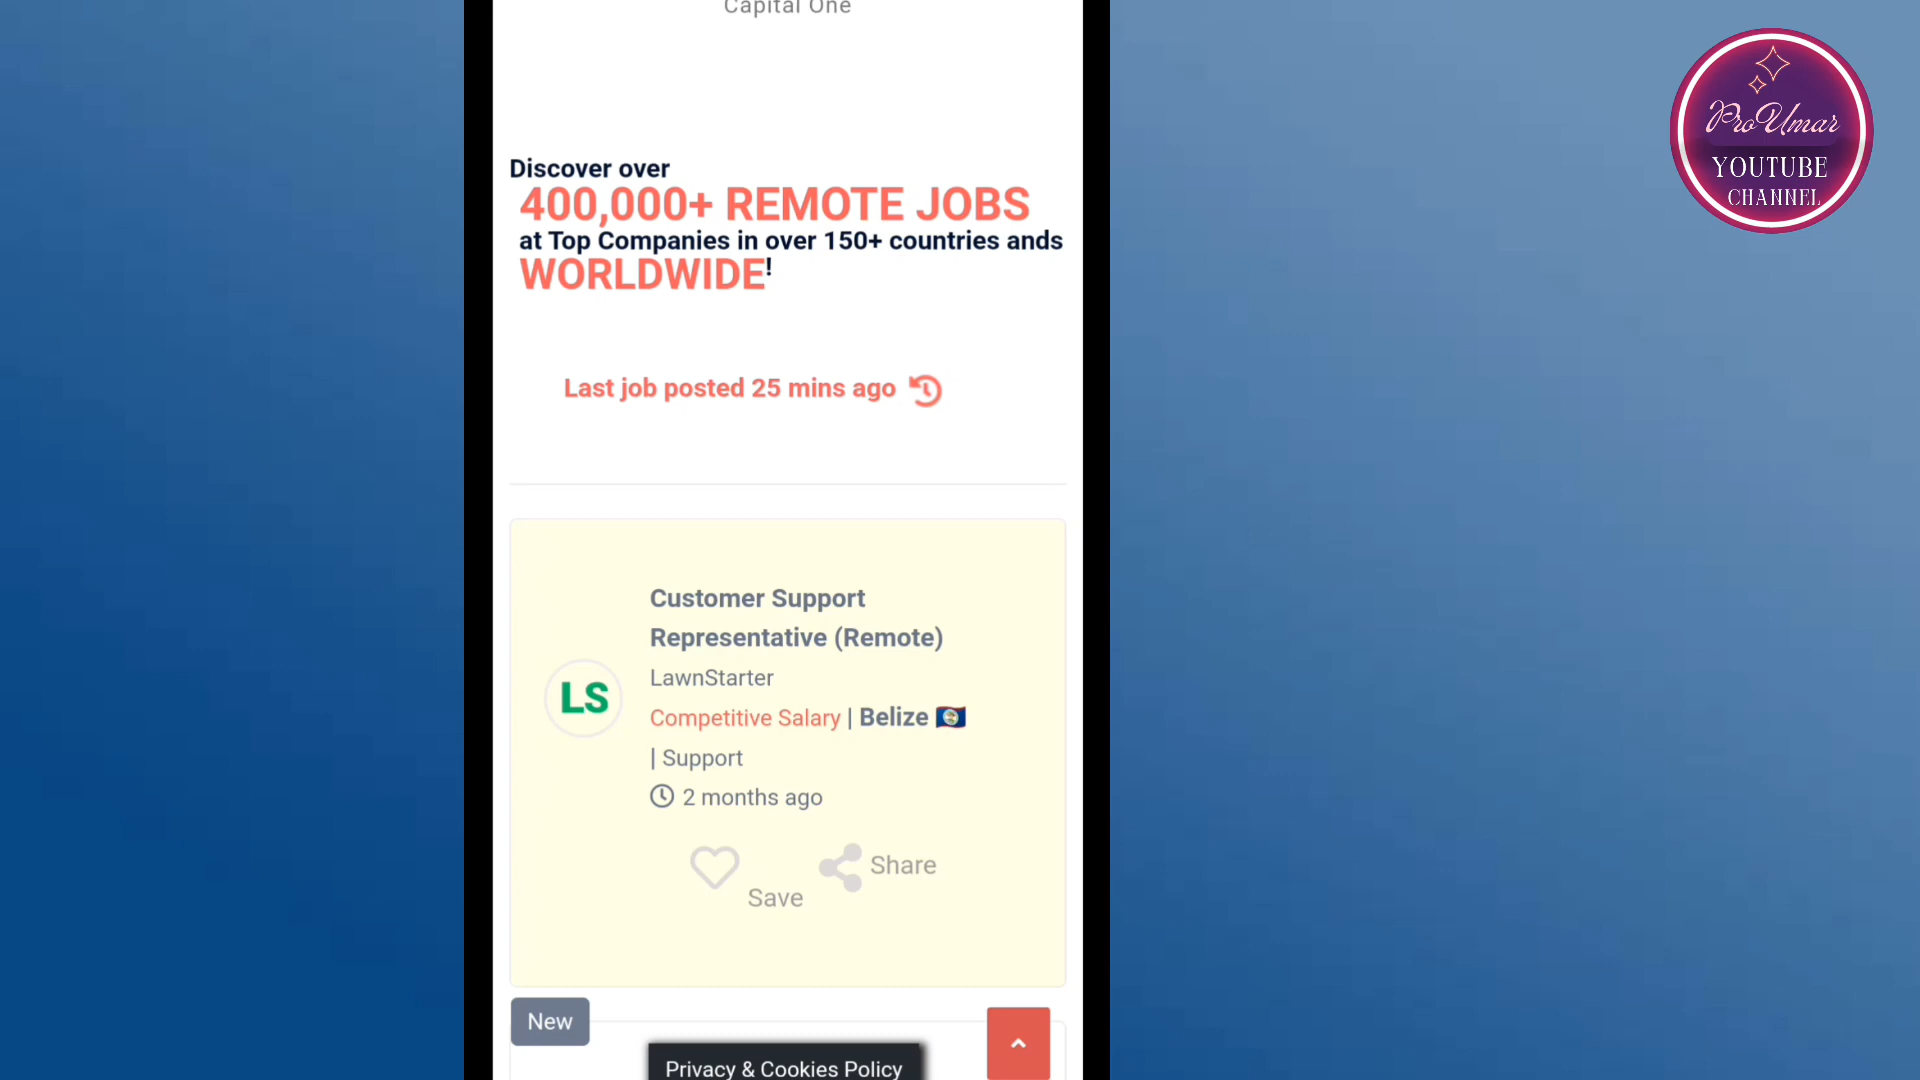 Capital One
ProUmar
YOUTUBE
CHANNEL
Discover over
400,000+ REMOTE JOBS
at Top Companies in over 150+ countries ands
WORLDWIDE!
Last job posted 25 mins ago
Customer Support
Representative (Remote)
LawnStarter
LS
Competitive Salary | Belize
| Support
2 months ago
Share
Save
New
Privacy & Cookies Policy